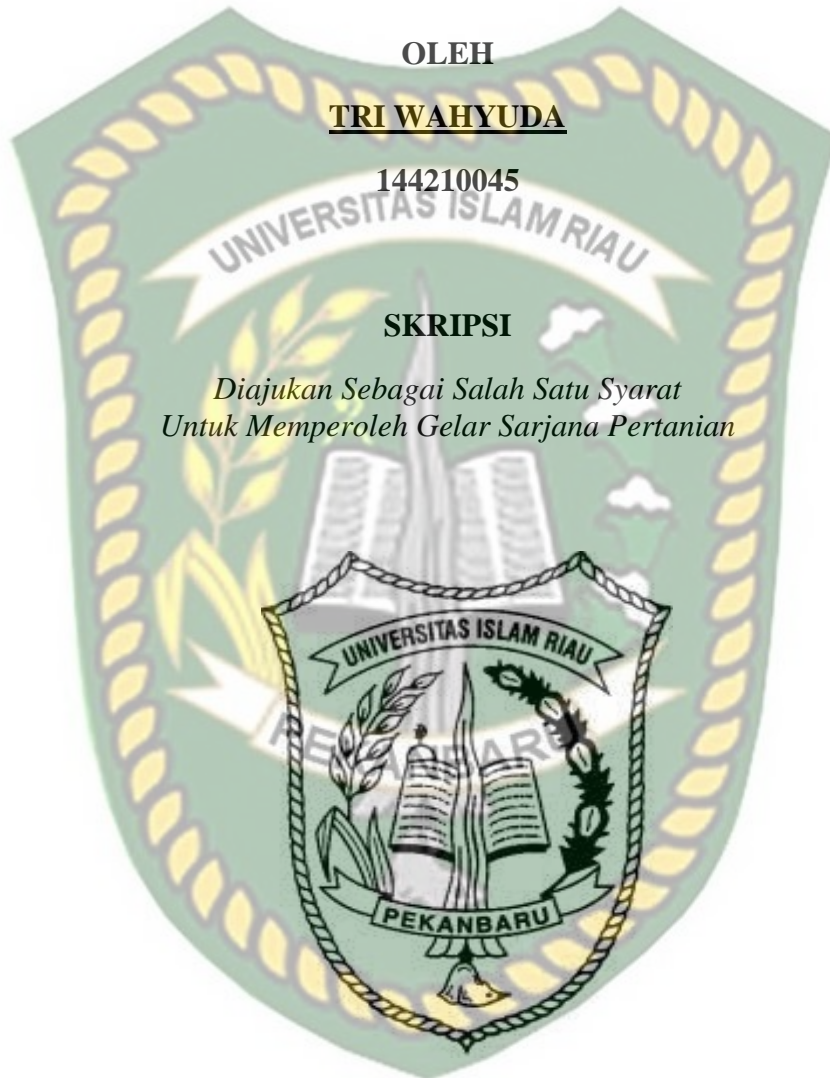 OLEH
TRI WAHYUDA
144210045
UNIVERSITAS ISLAM RIAU
SKRIPSI
Diajukan Sebagai Salah Satu Syarat
Untuk Memperoleh Gelar Sarjana Pertanian
UNIVERSITAS ISLAM RIAU
PEKANBARU
PEKANBARU